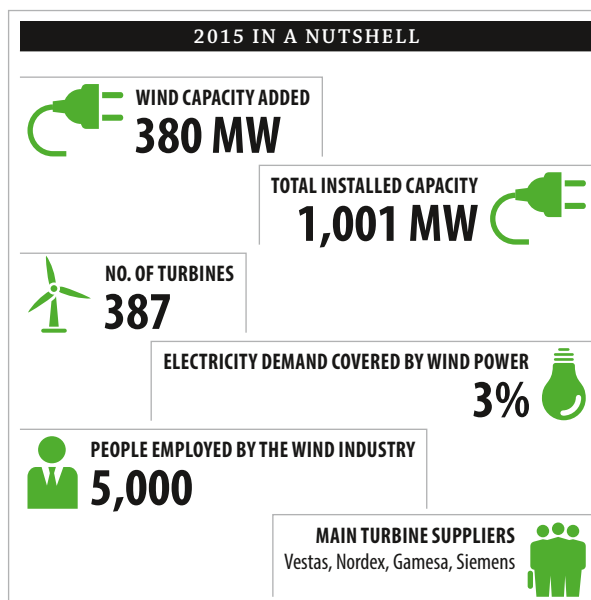 2015 IN A NUTSHELL
WIND CAPACITY ADDED
380 MW
TOTAL INSTALLED CAPACITY
1,001 MW
NO. OF TURBINES
387
ELECTRICITY DEMAND COVERED BY WIND POWER
3%
PEOPLE EMPLOYED BY THE WIND INDUSTRY
5,000
MAIN TURBINE SUPPLIERS
Vestas, Nordex, Gamesa, Siemens